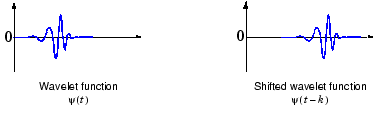 0
0
Wavelet function
ψ(t)
Shifted wavelet function
ψ(t – k)